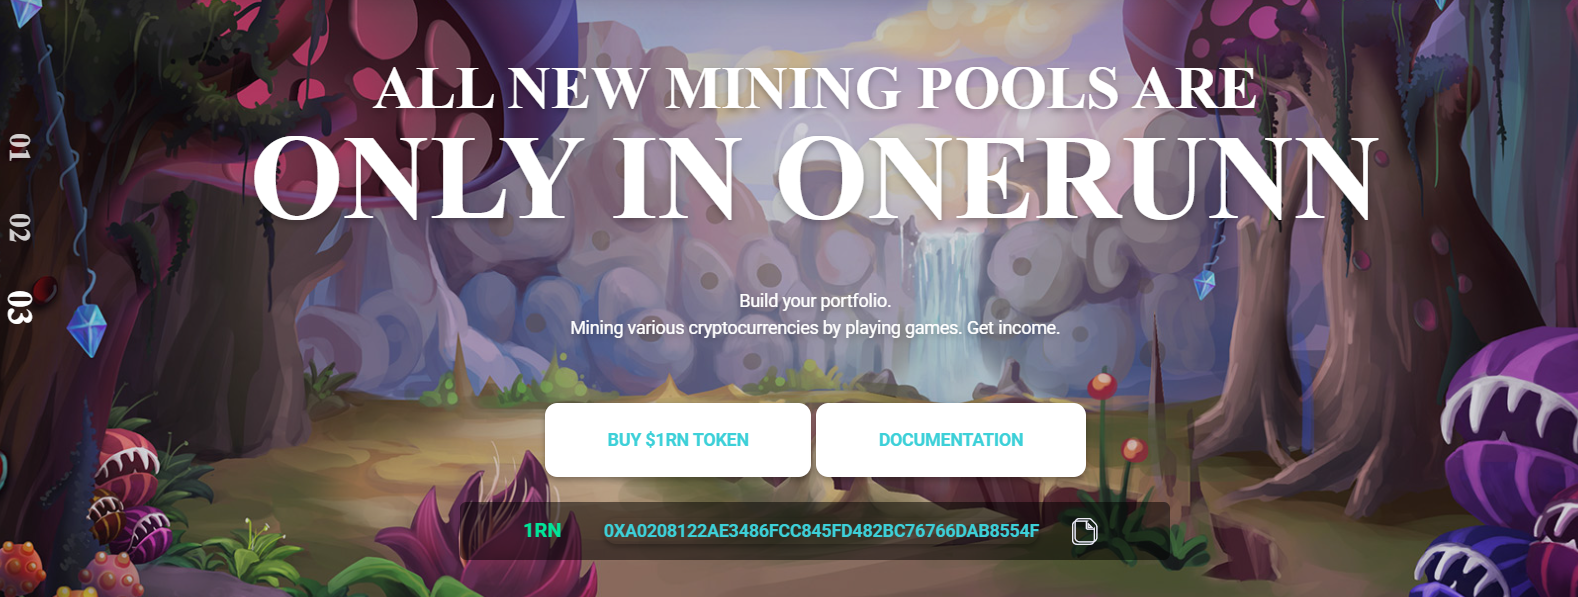 ALL NEW MINING POOLS ARE
ONLY IN ONERUNN
01
02
03
Build your portfolio.
Mining various cryptocurrencies by playing games. Get income.
BUY $1RN TOKEN
DOCUMENTATION
1RN 0XA0208122AE3486FCC845FD482BC76766DAB8554F